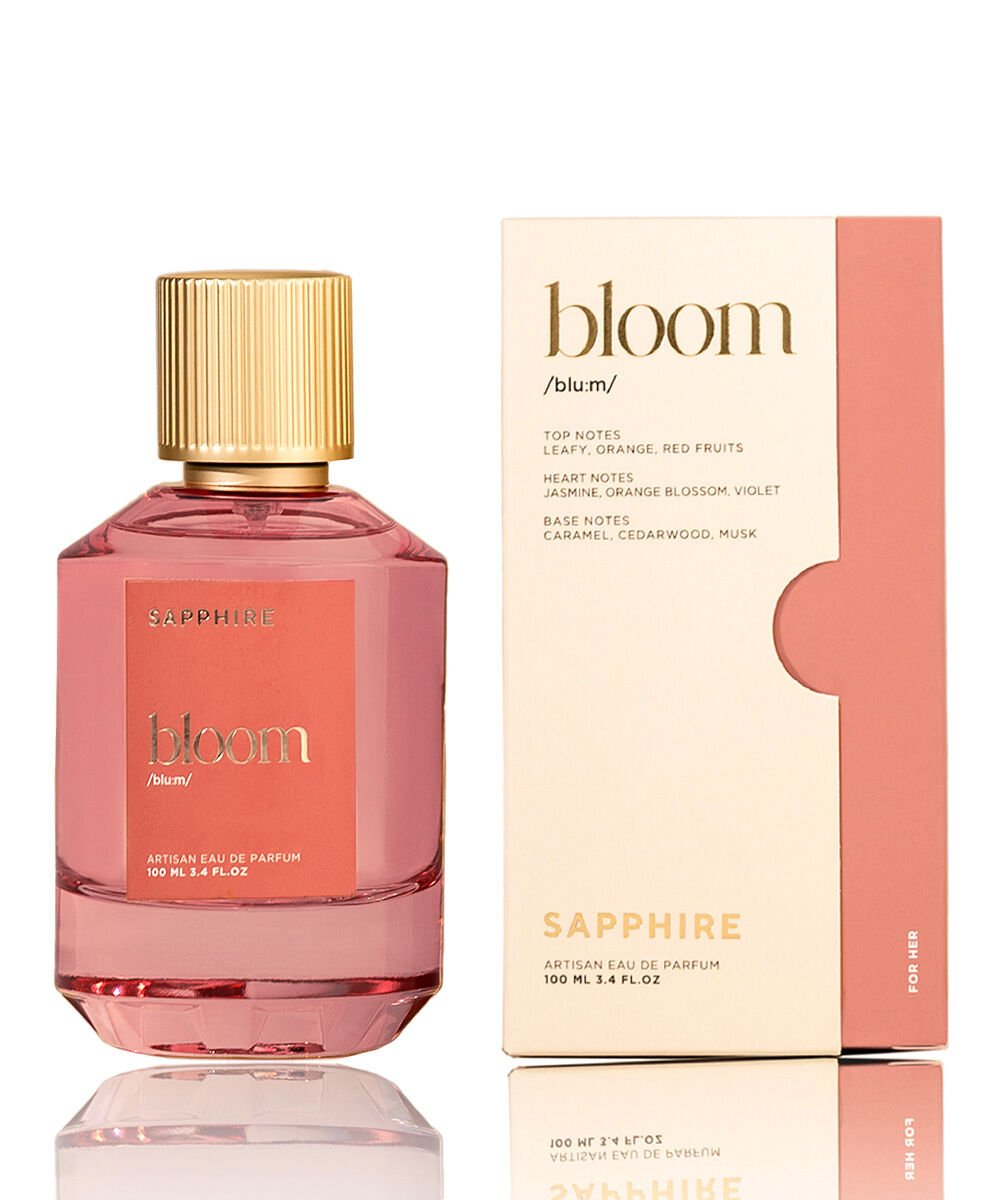 SAPPHIRE
bloom
/blu:m/
ARTISAN EAU DE PARFUM
100 ML 3.4 FL.OZ
bloom
/blu:m/
TOP NOTES
LEAFY, ORANGE, RED FRUITS
HEART NOTES
JASMINE, ORANGE BLOSSOM, VIOLET
BASE NOTES
CARAMEL, CEDARWOOD, MUSK
SAPPHIRE
ARTISAN EAU DE PARFUM
100 ML 3.4 FL.OZ
FOR HER